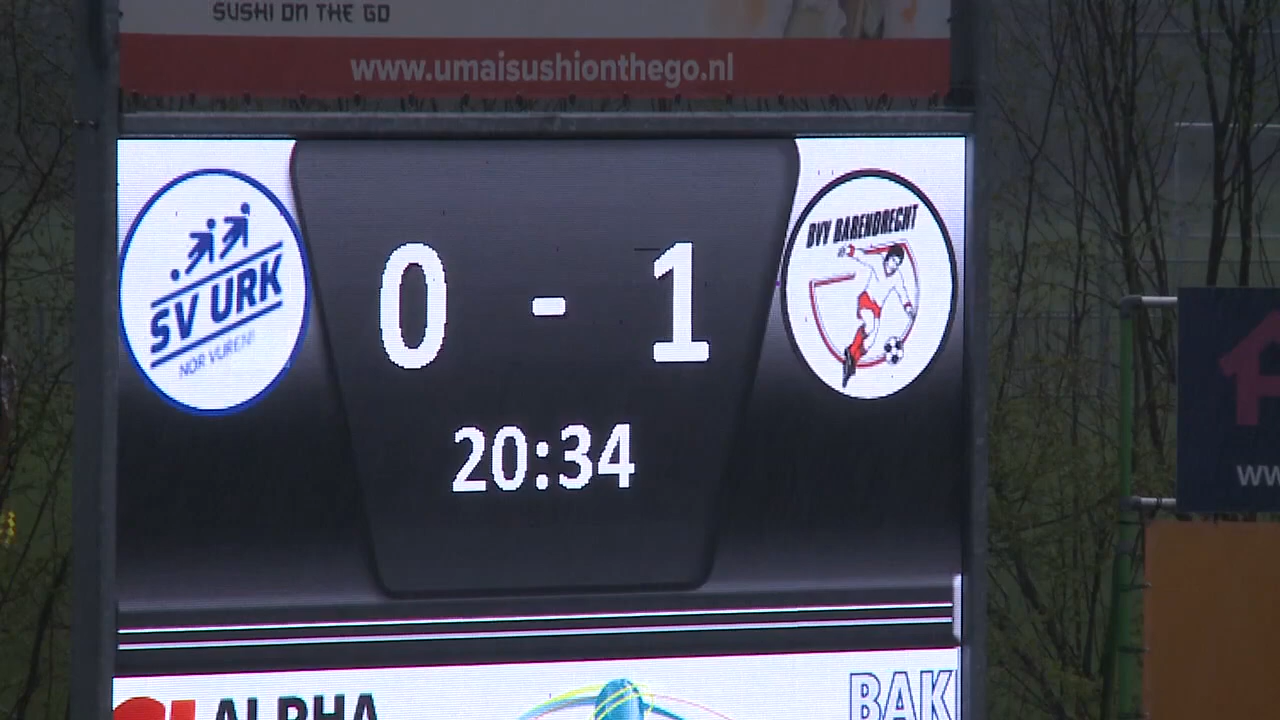 SUSHI ON THE GO
www.umaisushionthego.nl
SV URK
NOR VUREN!
BVV BARENDRECHT
0 - 1
20:34
ww
ALPHA
BAK